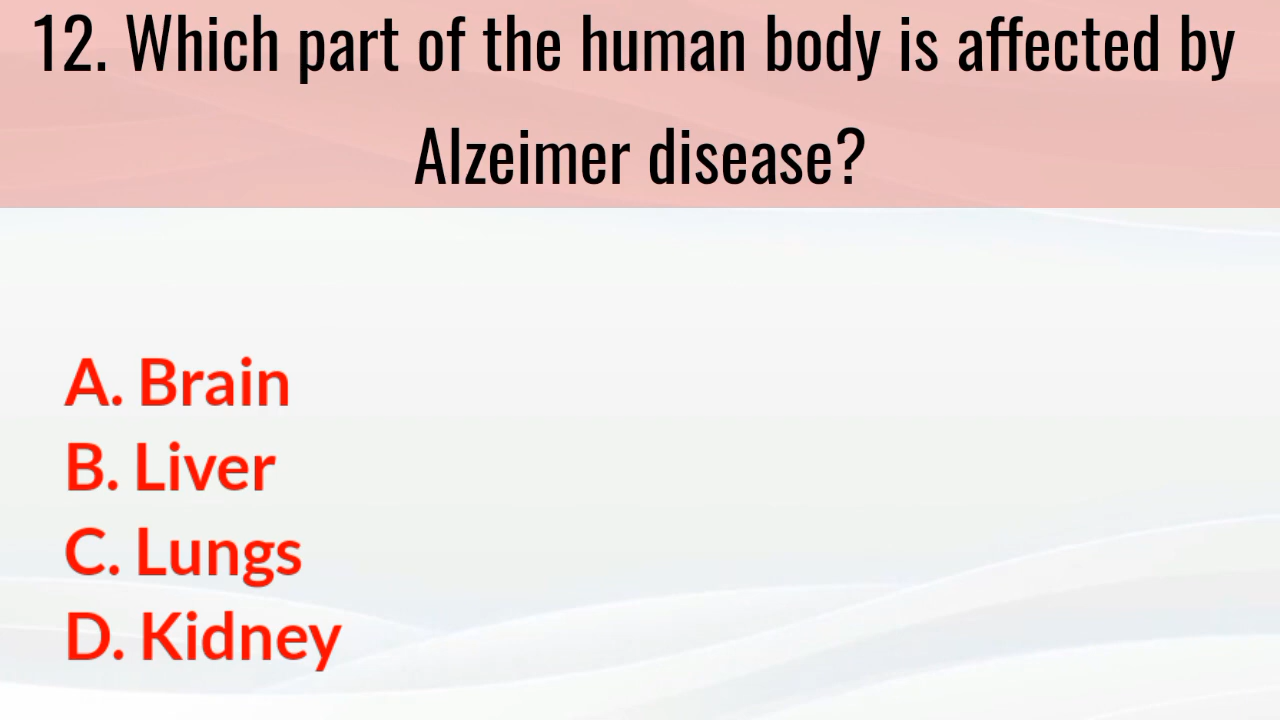 12. Which part of the human body is affected by
Alzeimer disease?
A. Brain
B. Liver
C. Lungs
D. Kidney